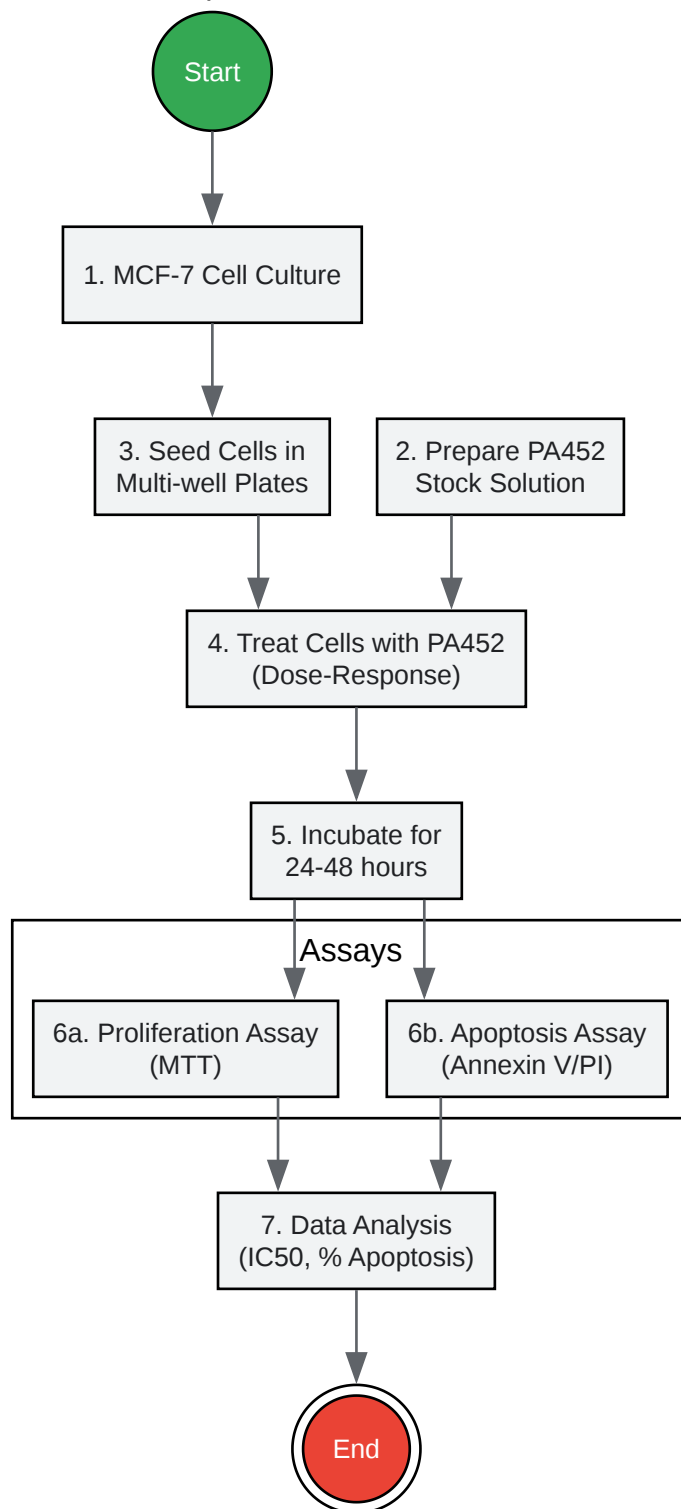 Start
1. MCF-7 Cell Culture
3. Seed Cells in
Multi-well Plates
2. Prepare PA452
Stock Solution
4. Treat Cells with PA452
(Dose-Response)
5. Incubate for
24-48 hours
Assays
6a. Proliferation Assay
(MTT)
6b. Apoptosis Assay
(Annexin V/PI)
7. Data Analysis
(IC50, % Apoptosis)
End